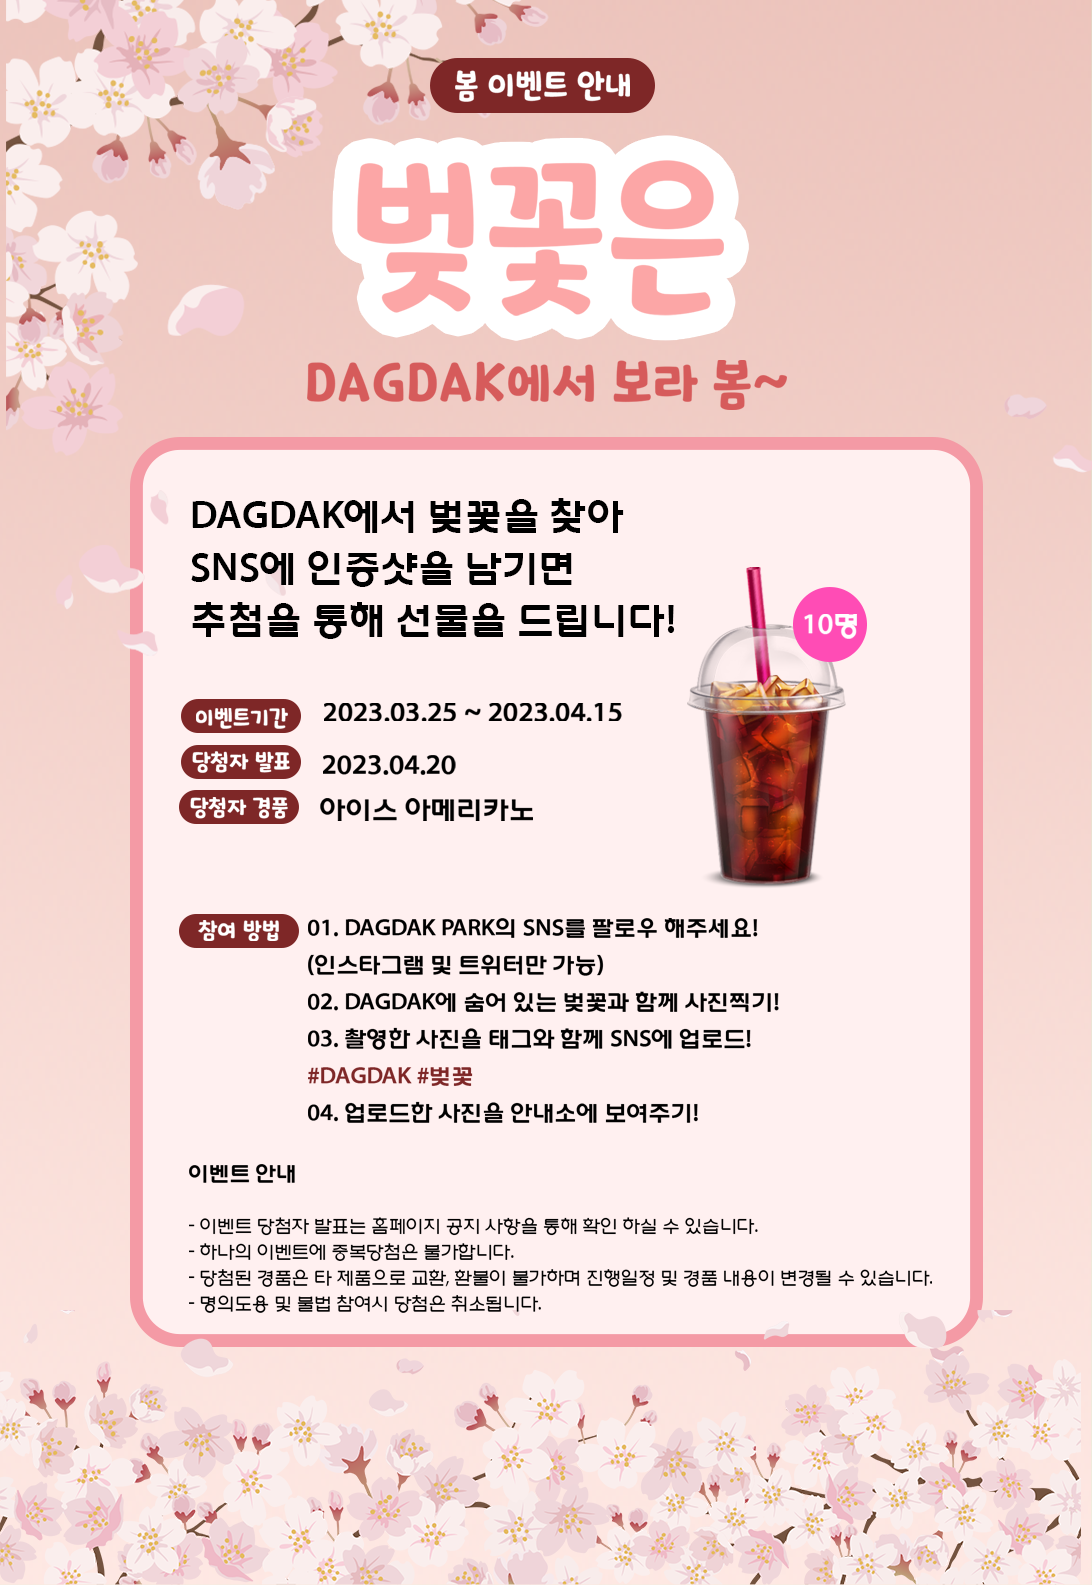 봄 이벤트 안내
벚꽃은
DAGDAK에서 보라 봄~
DAGDAK에서 벚꽃을 찾아
SNS에 인증샷을 남기면
추첨을 통해 선물을 드립니다!
10명
이벤트기간 2023.03.25 ~ 2023.04.15
당첨자 발표 2023.04.20
당첨자 경품 아이스 아메리카노
참여 방법 01. DAGDAK PARK의 SNS를 팔로우 해주세요!
(인스타그램 및 트위터만 가능)
02. DAGDAK에 숨어 있는 벚꽃과 함께 사진찍기!
03. 촬영한 사진을 태그와 함께 SNS에 업로드!
#DAGDAK #벚꽃
04. 업로드한 사진을 안내소에 보여주기!
이벤트 안내
- 이벤트 당첨자 발표는 홈페이지 공지 사항을 통해 확인 하실 수 있습니다.
- 하나의 이벤트에 중복당첨은 불가합니다.
- 당첨된 경품은 타 제품으로 교환, 환불이 불가하며 진행일정 및 경품 내용이 변경될 수 있습니다.
- 명의도용 및 불법 참여시 당첨은 취소됩니다.